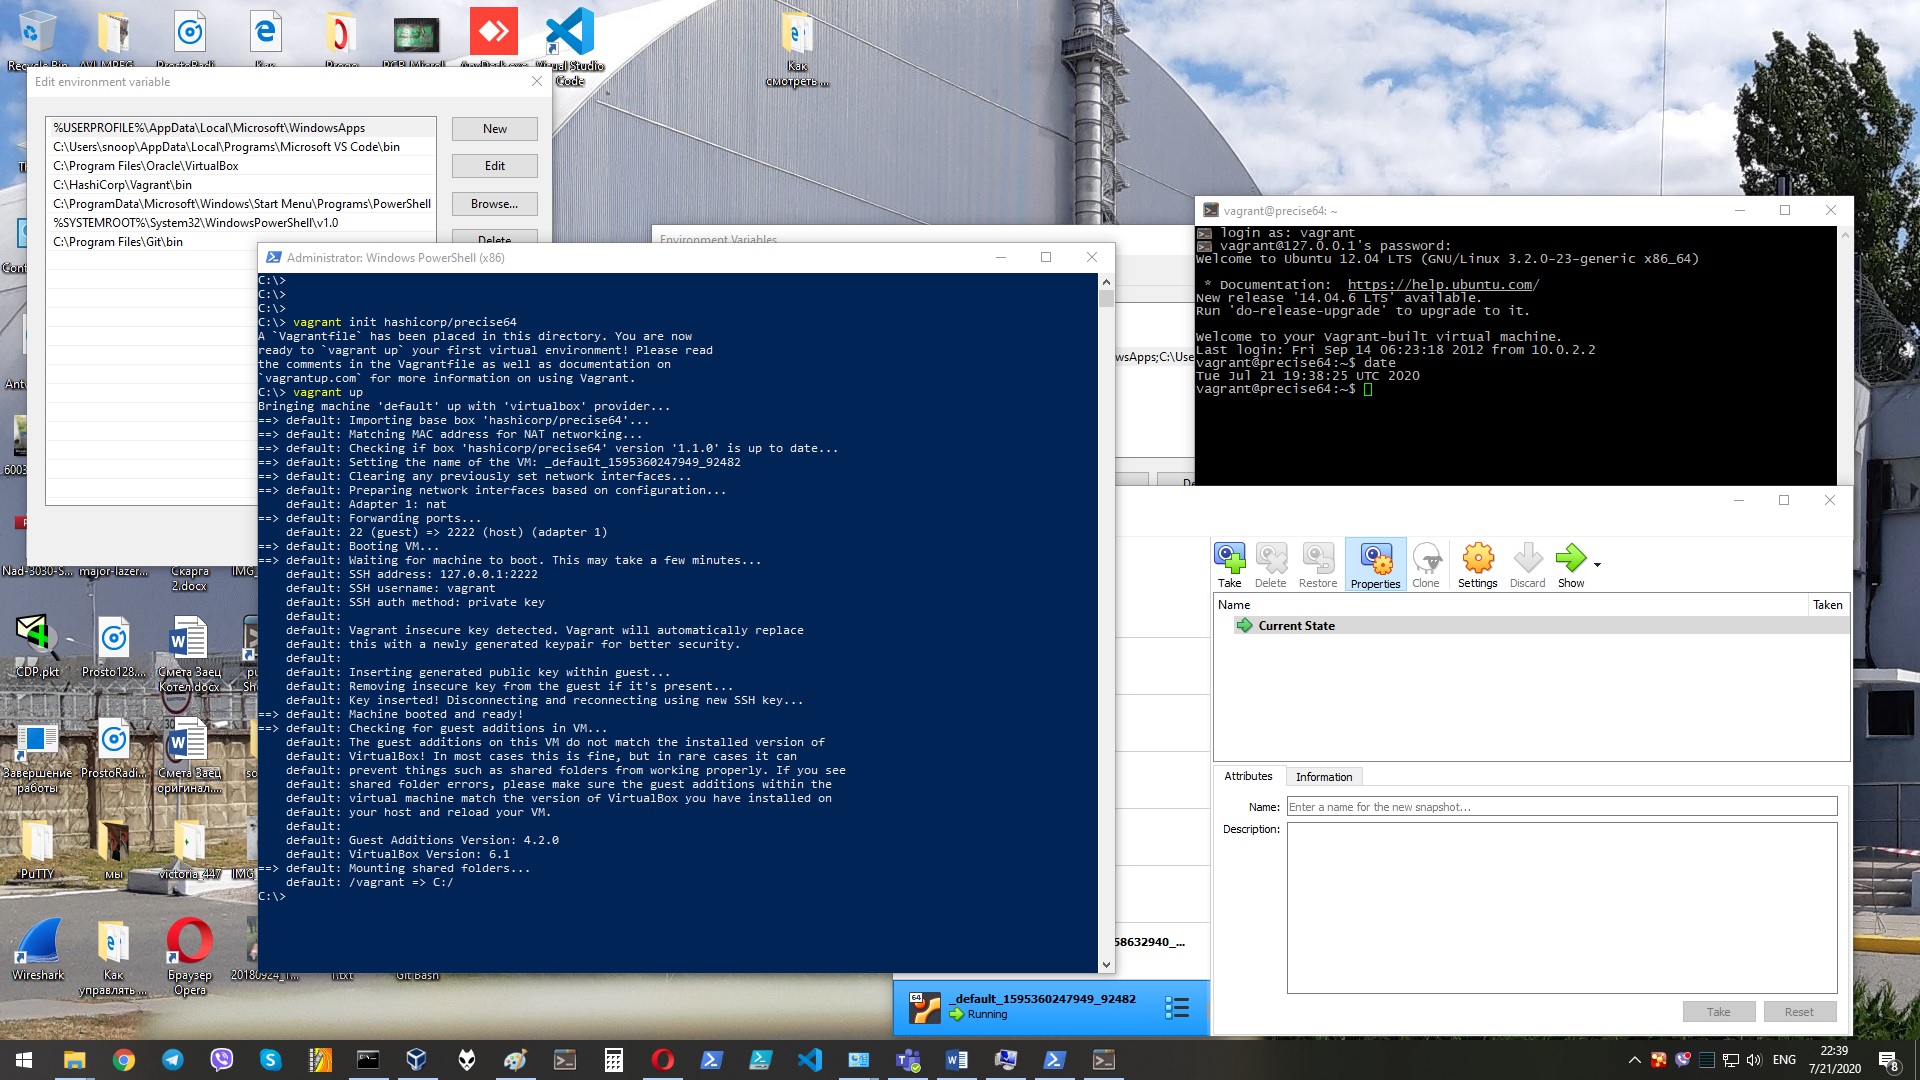 Recycle Bin
AVI MPEG
ProstoRadi...
Как
AnyDesk.exe
Visual Studio
Code
Как
смотреть ...
Edit environment variable
%USERPROFILE%\AppData\Local\Microsoft\WindowsApps
C:\Users\snoop\AppData\Local\Programs\Microsoft VS Code\bin
C:\Program Files\Oracle\VirtualBox
C:\HashiCorp\Vagrant\bin
C:\ProgramData\Microsoft\Windows\Start Menu\Programs\PowerShell
%SYSTEMROOT%\System32\WindowsPowerShell\v1.0
C:\Program Files\Git\bin
New
Edit
Browse...
Delete
Environment Variables
wsApps;C:\Use
Administrator: Windows PowerShell (x86)
C:\>
C:\>
C:\>
C:\> vagrant init hashicorp/precise64
A `Vagrantfile` has been placed in this directory. You are now
ready to `vagrant up` your first virtual environment! Please read
the comments in the Vagrantfile as well as documentation on
`vagrantup.com` for more information on using Vagrant.
C:\> vagrant up
Bringing machine 'default' up with 'virtualbox' provider...
==> default: Importing base box 'hashicorp/precise64'...
==> default: Matching MAC address for NAT networking...
==> default: Checking if box 'hashicorp/precise64' version '1.1.0' is up to date...
==> default: Setting the name of the VM: _default_1595360247949_92482
==> default: Clearing any previously set network interfaces...
==> default: Preparing network interfaces based on configuration...
default: Adapter 1: nat
==> default: Forwarding ports...
default: 22 (guest) => 2222 (host) (adapter 1)
==> default: Booting VM...
==> default: Waiting for machine to boot. This may take a few minutes...
default: SSH address: 127.0.0.1:2222
default: SSH username: vagrant
default: SSH auth method: private key
default:
default: Vagrant insecure key detected. Vagrant will automatically replace
default: this with a newly generated keypair for better security.
default:
default: Inserting generated public key within guest...
default: Removing insecure key from the guest if it's present...
default: Key inserted! Disconnecting and reconnecting using new SSH key...
==> default: Machine booted and ready!
==> default: Checking for guest additions in VM...
default: The guest additions on this VM do not match the installed version of
default: VirtualBox! In most cases this is fine, but in rare cases it can
default: prevent things such as shared folders from working properly. If you see
default: shared folder errors, please make sure the guest additions within the
default: virtual machine match the version of VirtualBox you have installed on
default: your host and reload your VM.
default:
default: Guest Additions Version: 4.2.0
default: VirtualBox Version: 6.1
==> default: Mounting shared folders...
default: /vagrant => C:/
C:\>
vagrant@precise64: ~
login as: vagrant
vagrant@127.0.0.1's password:
Welcome to Ubuntu 12.04 LTS (GNU/Linux 3.2.0-23-generic x86_64)
* Documentation:  https://help.ubuntu.com/
New release '14.04.6 LTS' available.
Run 'do-release-upgrade' to upgrade to it.
Welcome to your Vagrant-built virtual machine.
Last login: Fri Sep 14 06:23:18 2012 from 10.0.2.2
vagrant@precise64:~$ date
Tue Jul 21 19:38:25 UTC 2020
vagrant@precise64:~$
Take
Delete
Restore
Properties
Clone
Settings
Discard
Show
Name
Taken
Current State
Attributes
Information
Name:
Enter a name for the new snapshot...
Description:
Take
Reset
58632940_...
64
_default_1595360247949_92482
Running
Nad-3030-S...
major-lazer...
Скарга
2.docx
IMG_
CDP.pkt
Prosto128....
Смета Заец
Котел.docx
pu
Sh
Завершение
работы
ProstoRadi...
Смета Заец
оригинал....
so
PuTTY
мы
victoria_447
IMG_
Wireshark
Как
управлять ...
Браузер
Opera
20180924_1...
1.txt
Git Bash
ENG
22:39
7/21/2020
8